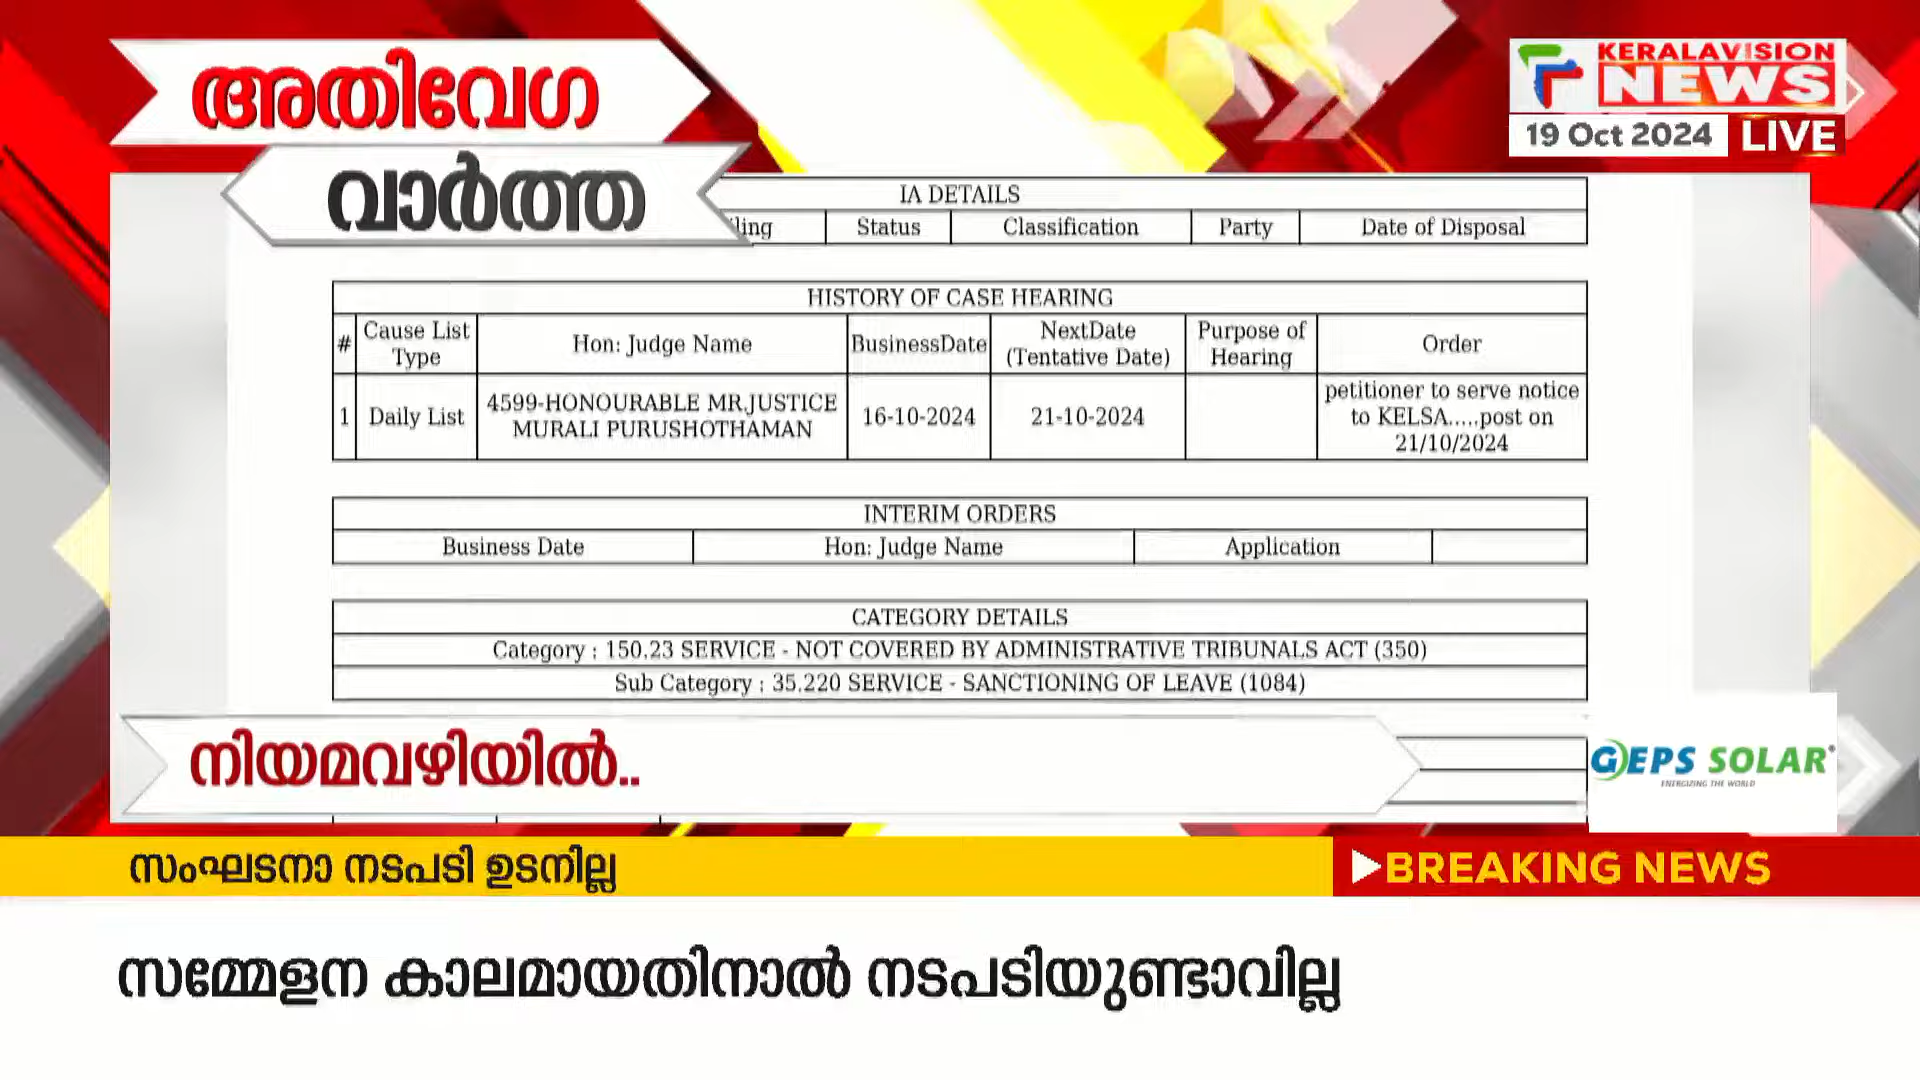 അതിവേഗ
KERALAVISION
NEWS
19 Oct 2024 LIVE
വാർത്ത
IA DETAILS
Status Classification Party Date of Disposal
HISTORY OF CASE HEARING
# Cause List Type Hon: Judge Name BusinessDate NextDate (Tentative Date) Purpose of Hearing Order
1 Daily List 4599-HONOURABLE MR.JUSTICE MURALI PURUSHOTHAMAN 16-10-2024 21-10-2024 petitioner to serve notice to KELSA.....post on 21/10/2024
INTERIM ORDERS
Business Date Hon: Judge Name Application
CATEGORY DETAILS
Category : 150.23 SERVICE - NOT COVERED BY ADMINISTRATIVE TRIBUNALS ACT (350)
Sub Category : 35.220 SERVICE - SANCTIONING OF LEAVE (1084)
നിയമവഴിയിൽ..
GEPS SOLAR
ENERGIZING THE WORLD
സംഘടനാ നടപടി ഉടനില്ല
BREAKING NEWS
സമ്മേളന കാലമായതിനാൽ നടപടിയുണ്ടാവില്ല